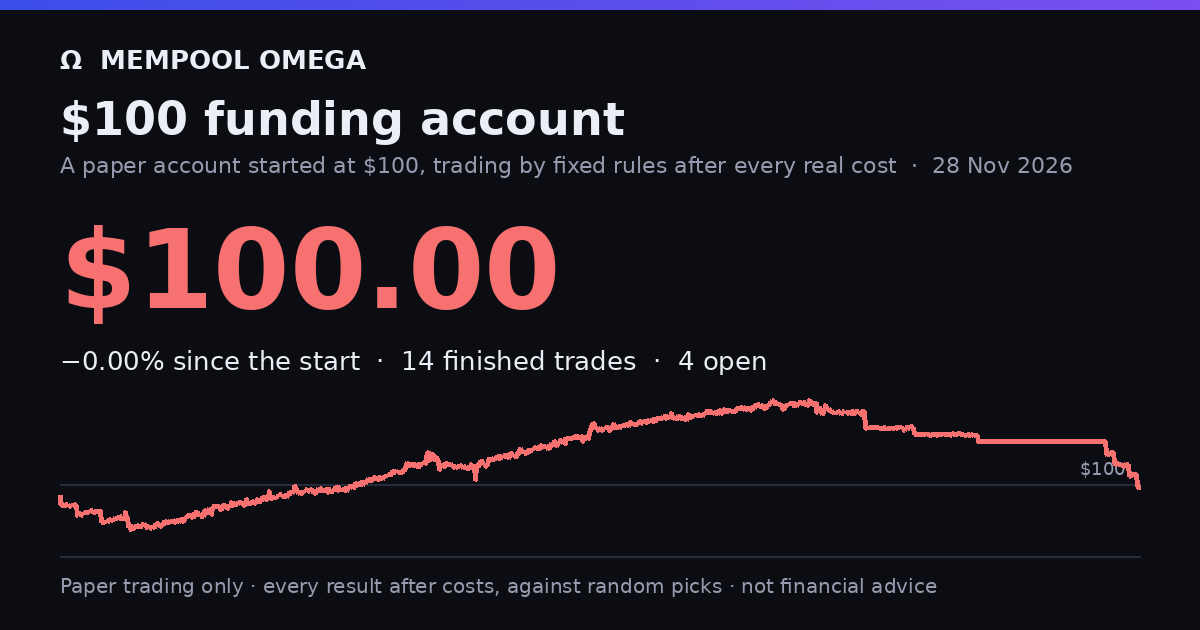 Ω MEMPOOL OMEGA
$100 funding account
A paper account started at $100, trading by fixed rules after every real cost · 28 Nov 2026
$100.00
−0.00% since the start · 14 finished trades · 4 open
$100
Paper trading only · every result after costs, against random picks · not financial advice